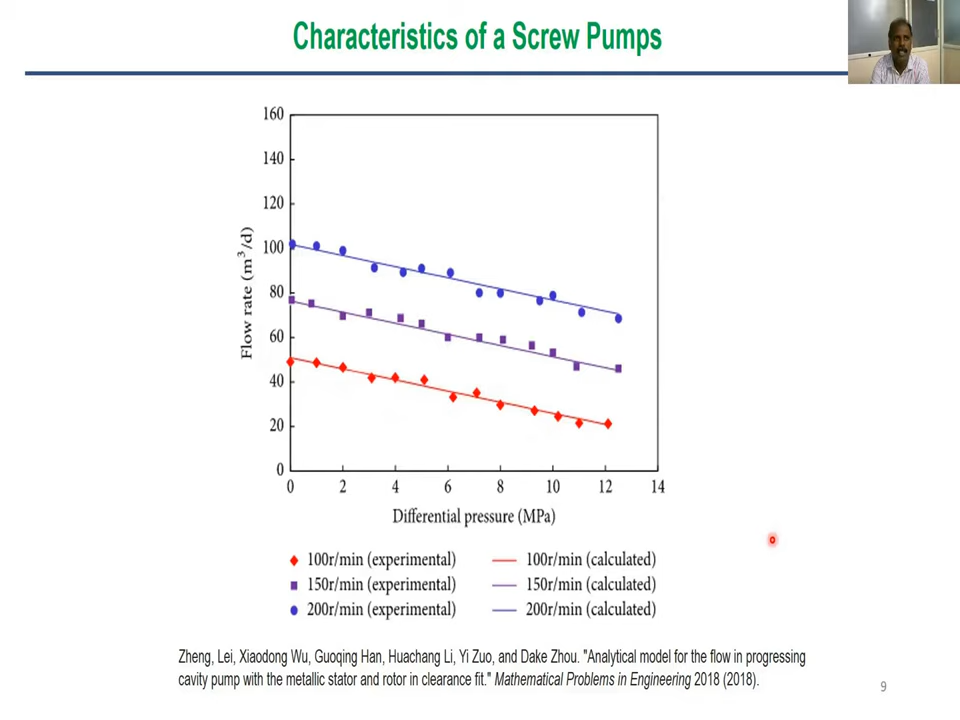 Characteristics of a Screw Pumps
160
140
120
100
80
60
40
20
0
Flow rate (m³/d)
0 2 4 6 8 10 12 14
Differential pressure (MPa)
100r/min (experimental) 100r/min (calculated)
150r/min (experimental) 150r/min (calculated)
200r/min (experimental) 200r/min (calculated)
Zheng, Lei, Xiaodong Wu, Guoqing Han, Huachang Li, Yi Zuo, and Dake Zhou. "Analytical model for the flow in progressing
cavity pump with the metallic stator and rotor in clearance fit." Mathematical Problems in Engineering 2018 (2018).
9